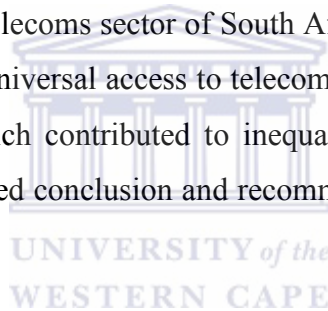 elecoms sector of South Af
niversal access to telecom
ch contributed to inequa
ed conclusion and recomm
UNIVERSITY of the
WESTERN CAPE